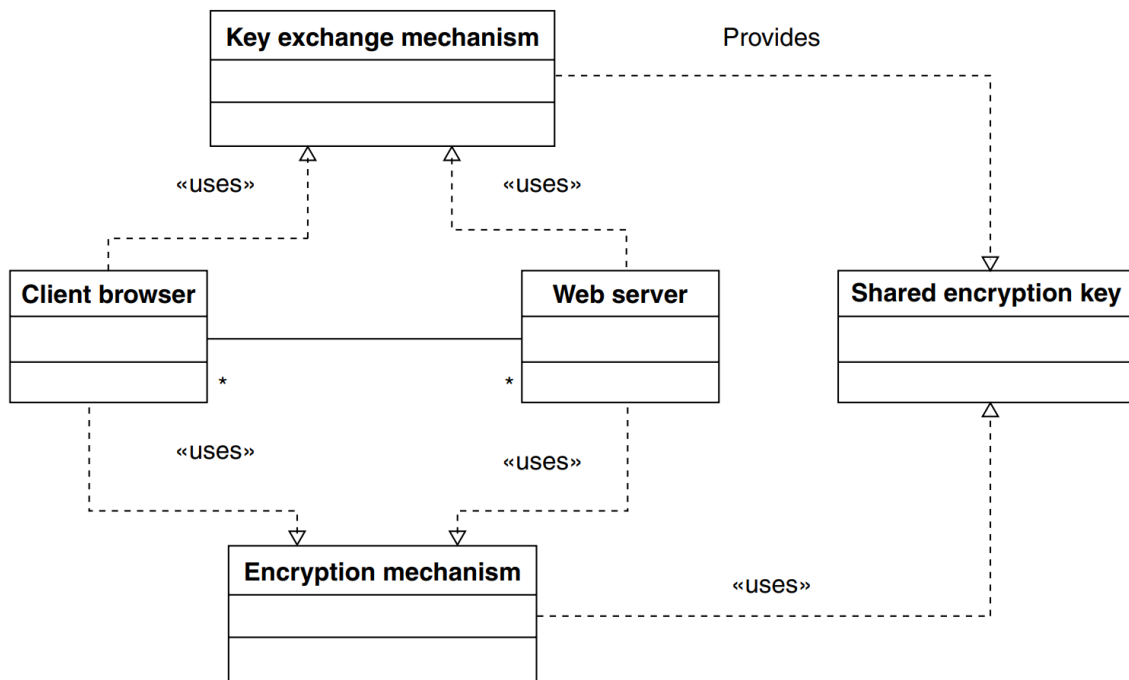 Key exchange mechanism
Provides
«uses»
«uses»
Client browser
Web server
Shared encryption key
*
*
«uses»
«uses»
Encryption mechanism
«uses»